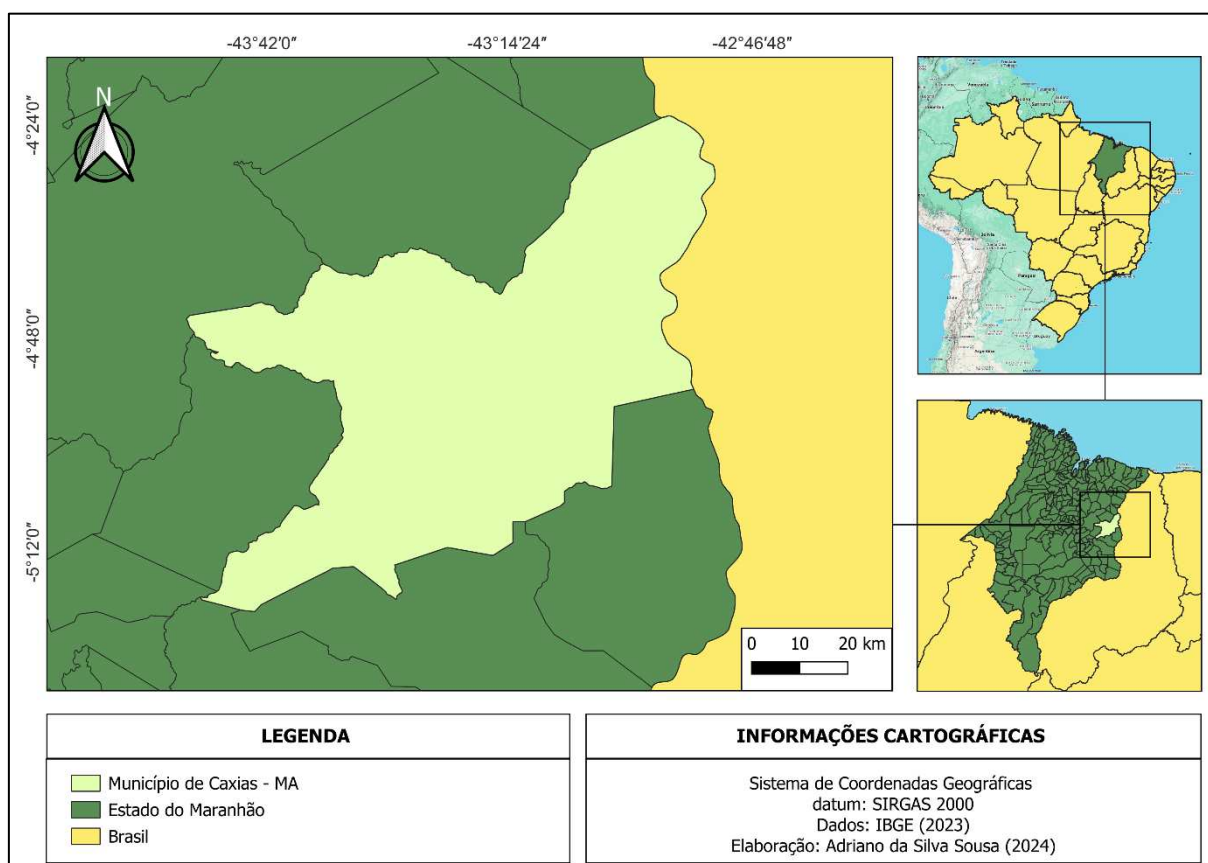 -43°42′0″ -43°14′24″ -42°46′48″
N
-4°24′0″
-4°48′0″
-5°12′0″
0 10 20 km
LEGENDA
Município de Caxias - MA
Estado do Maranhão
Brasil
INFORMAÇÕES CARTOGRÁFICAS
Sistema de Coordenadas Geográficas
datum: SIRGAS 2000
Dados: IBGE (2023)
Elaboração: Adriano da Silva Sousa (2024)